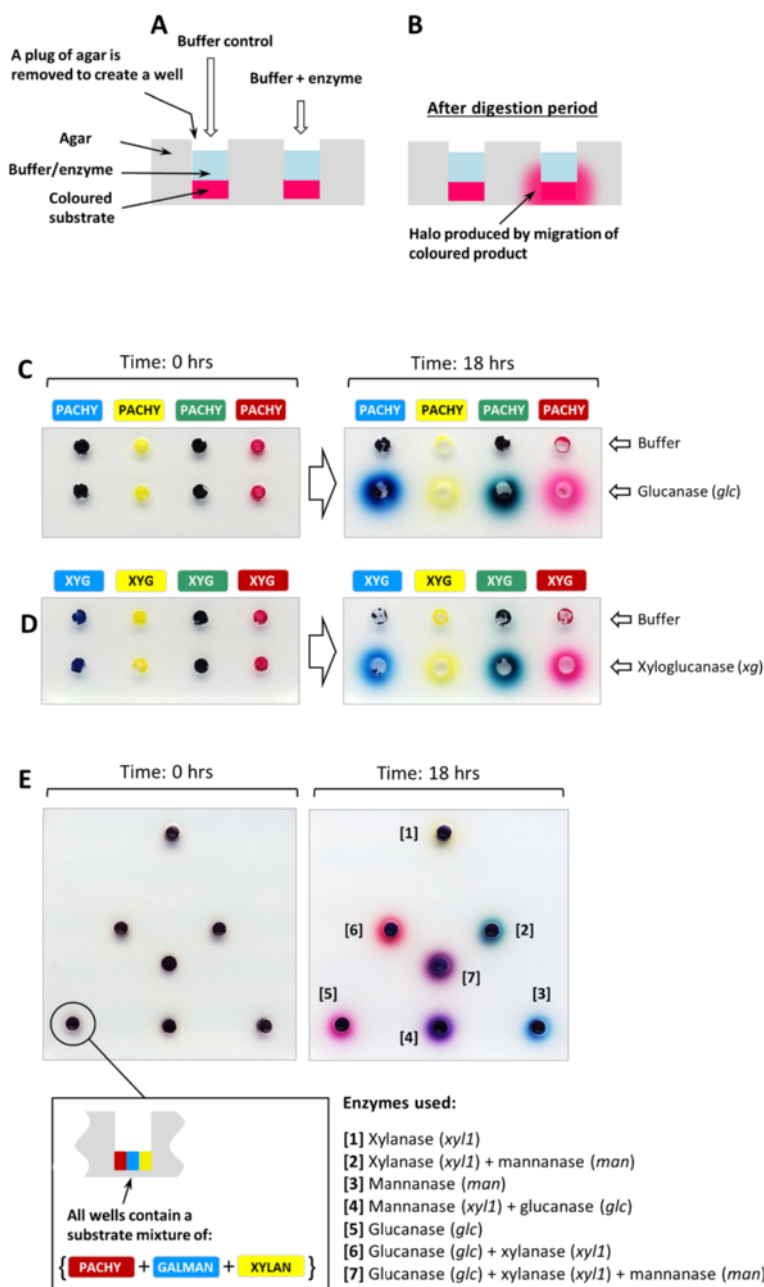 A
B
Buffer control
A plug of agar is
removed to create a well
Buffer + enzyme
After digestion period
Agar
Buffer/enzyme
Coloured
substrate
Halo produced by migration of
coloured product
C
Time: 0 hrs
Time: 18 hrs
PACHY PACHY PACHY PACHY
PACHY PACHY PACHY PACHY
Buffer
Glucanase (glc)
XYG XYG XYG XYG
XYG XYG XYG XYG
D
Buffer
Xyloglucanase (xg)
E
Time: 0 hrs
Time: 18 hrs
[1]
[6]
[2]
[7]
[5]
[3]
[4]
All wells contain a
substrate mixture of:
{ PACHY + GALMAN + XYLAN }
Enzymes used:
[1] Xylanase (xyl1)
[2] Xylanase (xyl1) + mannanase (man)
[3] Mannanase (man)
[4] Mannanase (xyl1) + glucanase (glc)
[5] Glucanase (glc)
[6] Glucanase (glc) + xylanase (xyl1)
[7] Glucanase (glc) + xylanase (xyl1) + mannanase (man)